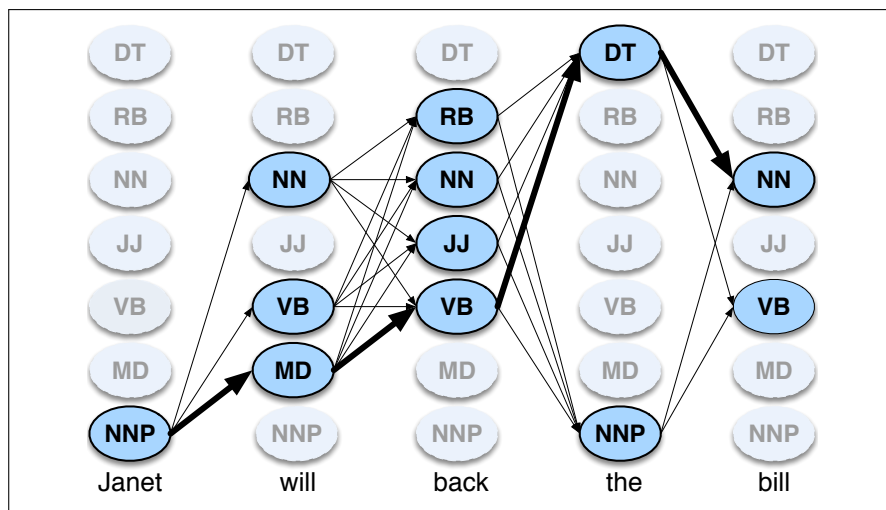 DT DT DT DT DT
RB RB RB RB RB
NN NN NN NN NN
JJ JJ JJ JJ JJ
VB VB VB VB VB
MD MD MD MD MD
NNP NNP NNP NNP NNP
Janet will back the bill